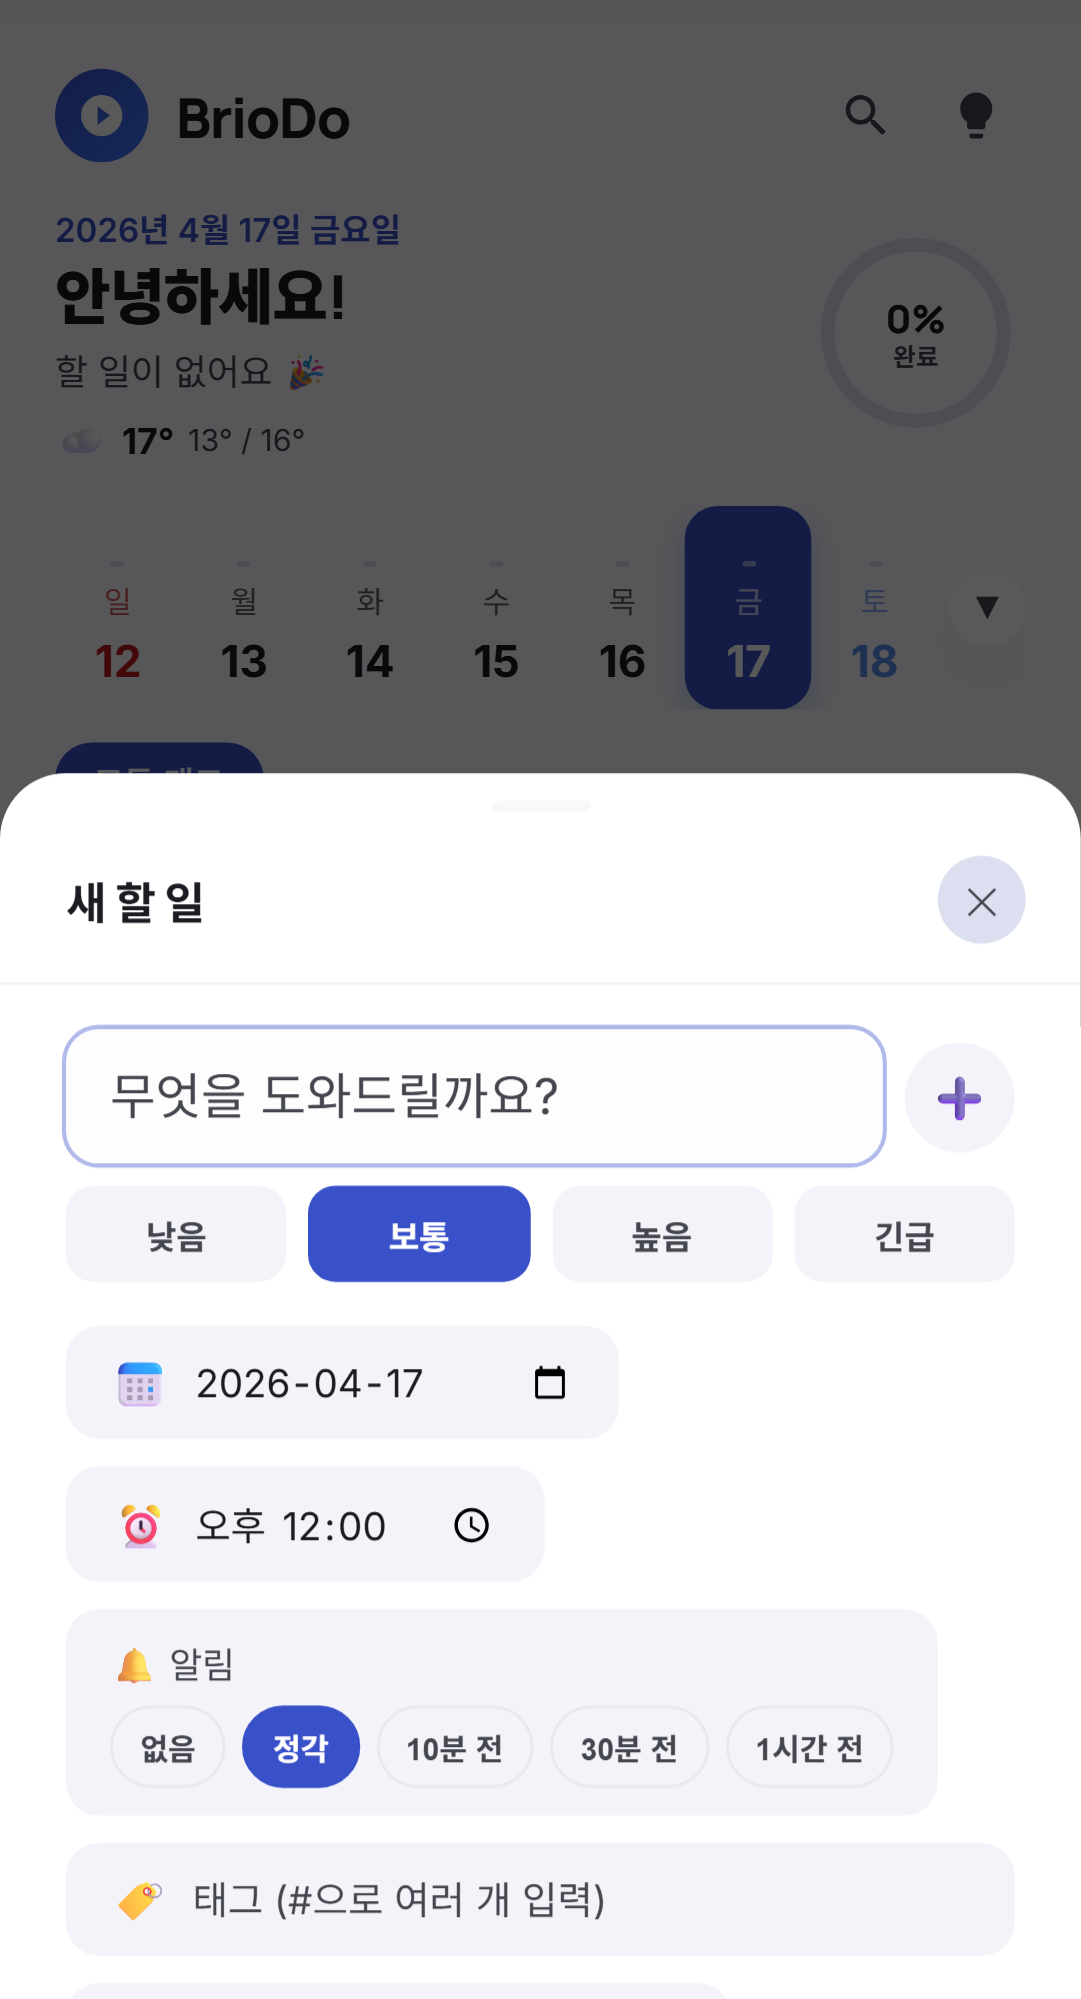 BrioDo
2026년 4월 17일 금요일
안녕하세요!
할 일이 없어요 🎉
0%
완료
17° 13° / 16°
일 월 화 수 목 금 토
12 13 14 15 16 17 18
새 할 일
무엇을 도와드릴까요?
낮음 보통 높음 긴급
2026-04-17
오후 12:00
알림
없음 정각 10분 전 30분 전 1시간 전
태그 (#으로 여러 개 입력)